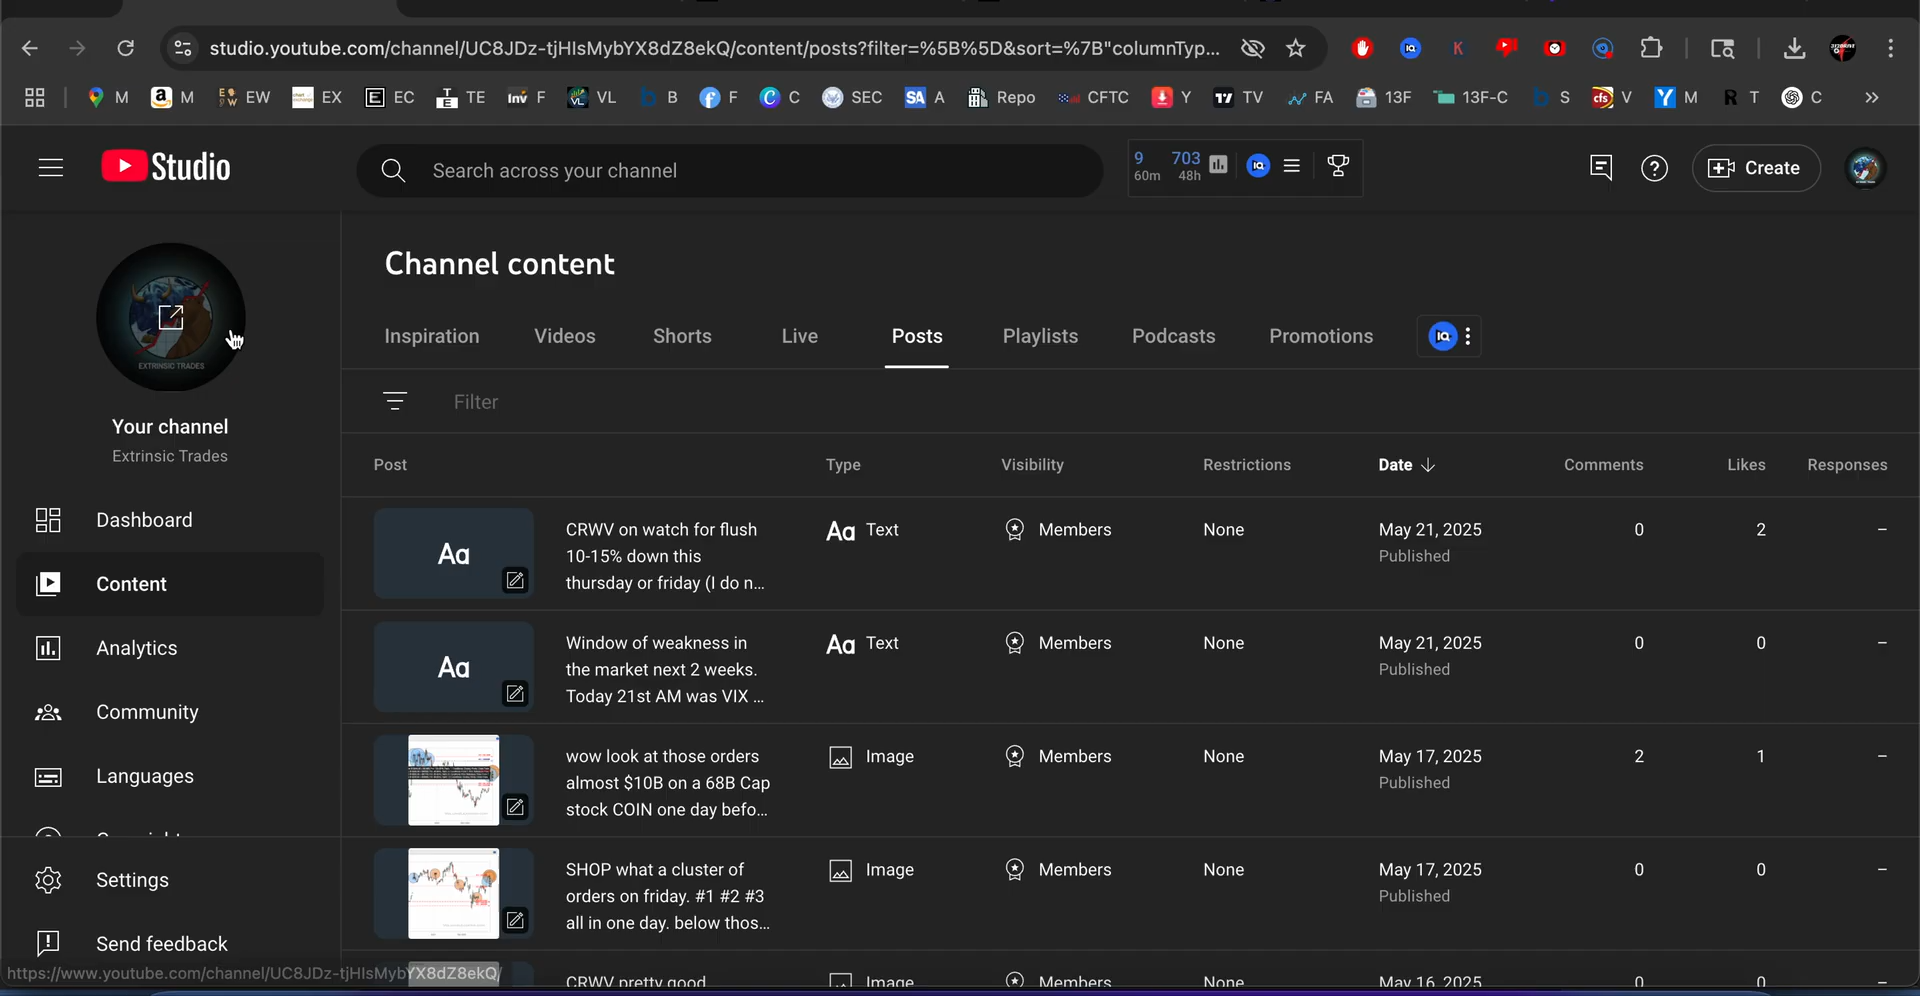 studio.youtube.com/channel/UC8JDz-tjHIsMybYX8dZ8ekQ/content/posts?filter=%5B%5D&sort=%7B"columnTyp...
M
M
EW
EX
EC
TE
F
VL
B
F
C
SEC
A
Repo
CFTC
Y
TV
FA
13F
13F-C
S
V
M
T
C
Studio
Search across your channel
9
60m
703
48h
Create
EXTRINSIC TRADES
Your channel
Extrinsic Trades
Dashboard
Content
Analytics
Community
Languages
Settings
Send feedback
Channel content
Inspiration Videos Shorts Live Posts Playlists Podcasts Promotions
Filter
Post Type Visibility Restrictions Date Comments Likes Responses
Aa
CRWV on watch for flush
10-15% down this
thursday or friday (I do n...
Aa Text
Members
None
May 21, 2025
Published
0
2
–
Aa
Window of weakness in
the market next 2 weeks.
Today 21st AM was VIX ...
Aa Text
Members
None
May 21, 2025
Published
0
0
–
wow look at those orders
almost $10B on a 68B Cap
stock COIN one day befo...
Image
Members
None
May 17, 2025
Published
2
1
–
SHOP what a cluster of
orders on friday. #1 #2 #3
all in one day. below thos...
Image
Members
None
May 17, 2025
Published
0
0
–
CRWV pretty good
Image
Members
None
May 16, 2025
0
0
–
https://www.youtube.com/channel/UC8JDz-tjHIsMybYX8dZ8ekQ/